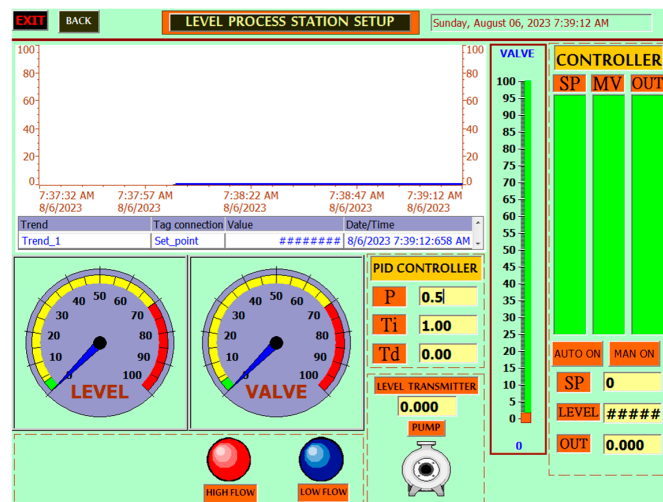 EXIT
BACK
LEVEL PROCESS STATION SETUP
Sunday, August 06, 2023 7:39:12 AM
100
80
60
40
20
0
100
80
60
40
20
0
7:37:32 AM 7:37:57 AM 7:38:22 AM 7:38:47 AM 7:39:12 AM
8/6/2023 8/6/2023 8/6/2023 8/6/2023 8/6/2023
Trend Tag connection Value Date/Time
Trend_1 Set_point ######## 8/6/2023 7:39:12:658 AM
0 10 20 30 40 50 60 70 80 90 100
LEVEL
0 10 20 30 40 50 60 70 80 90 100
VALVE
PID CONTROLLER
P 0.5
Ti 1.00
Td 0.00
LEVEL TRANSMITTER
0.000
PUMP
HIGH FLOW
LOW FLOW
VALVE
100
95
90
85
80
75
70
65
60
55
50
45
40
35
30
25
20
15
10
5
0
0
CONTROLLER
SP MV OUT
AUTO ON MAN ON
SP 0
LEVEL #####
OUT 0.000